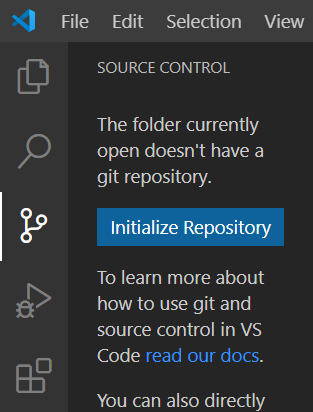 File Edit Selection View
SOURCE CONTROL
The folder currently
open doesn't have a
git repository.
Initialize Repository
To learn more about
how to use git and
source control in VS
Code read our docs.
You can also directly